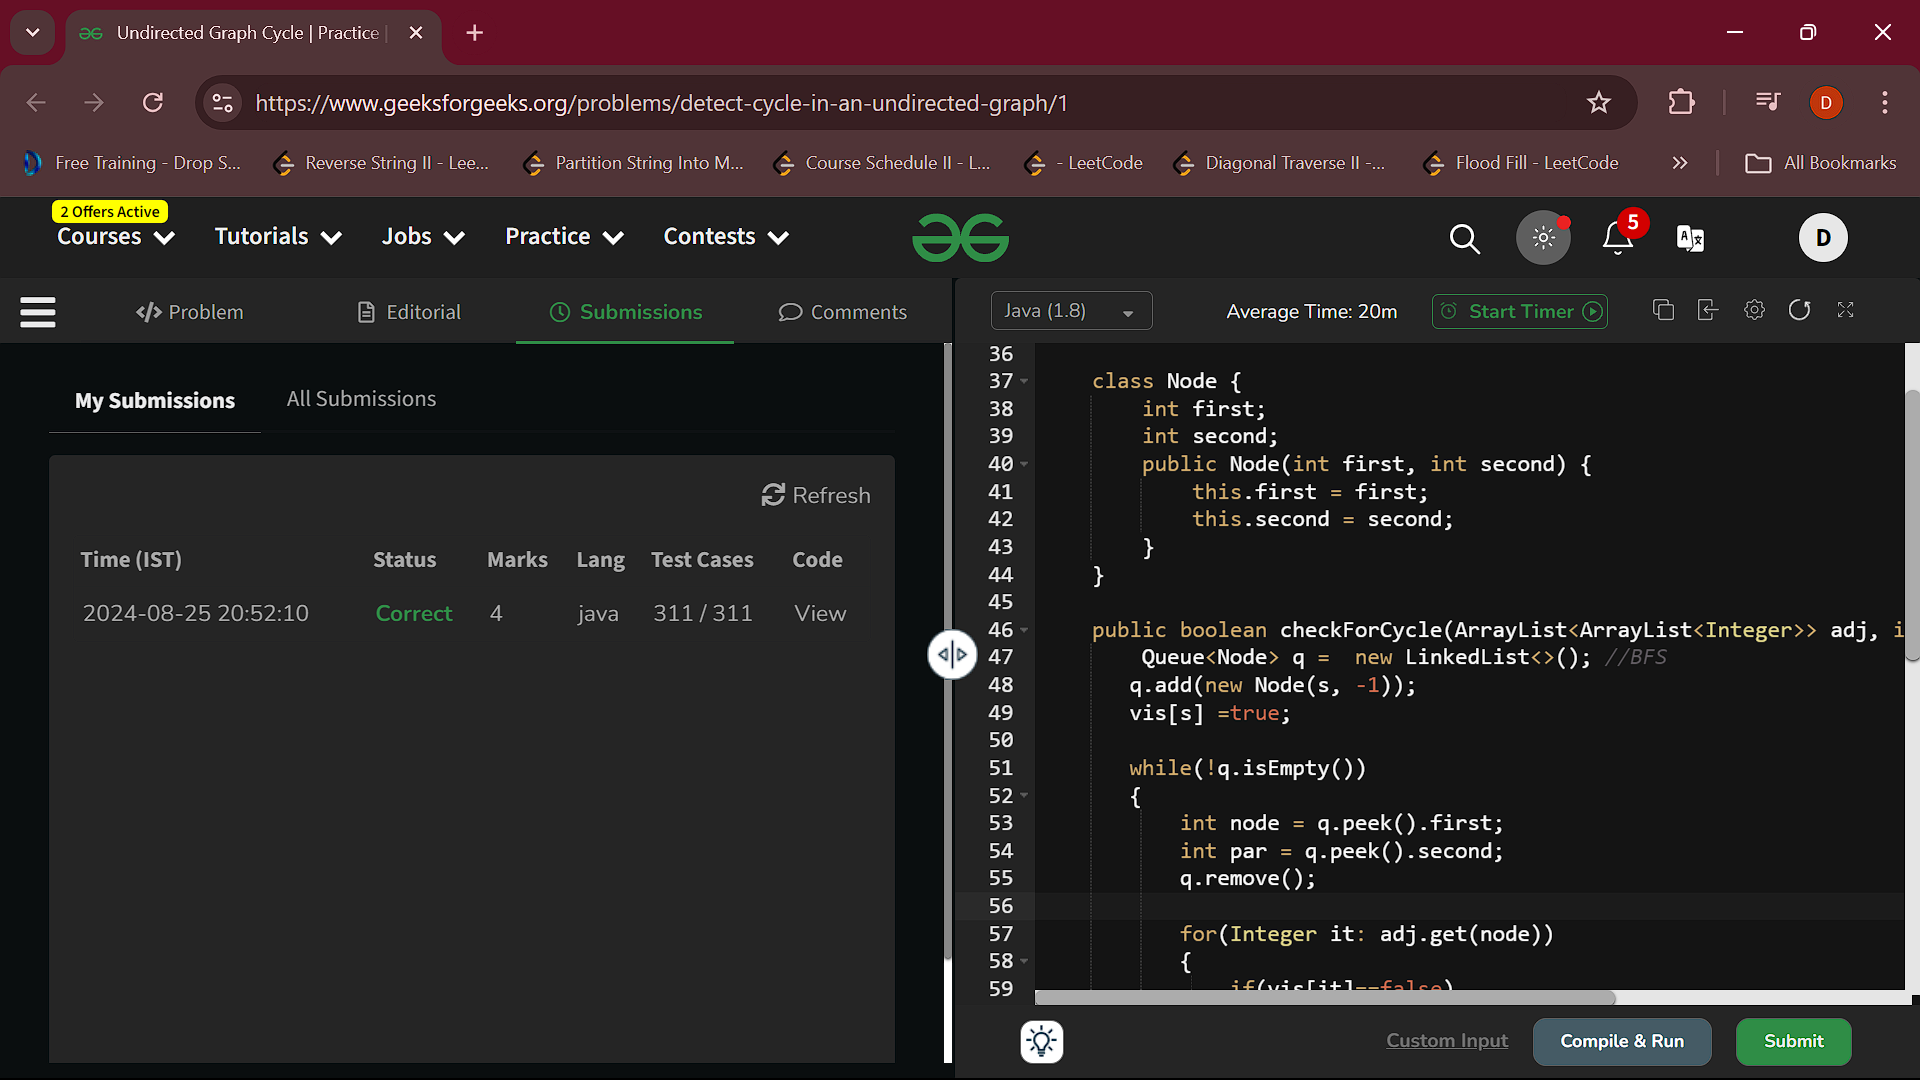 Undirected Graph Cycle | Practice
https://www.geeksforgeeks.org/problems/detect-cycle-in-an-undirected-graph/1
D
Free Training - Drop S...
Reverse String II - Lee...
Partition String Into M...
Course Schedule II - L...
- LeetCode
Diagonal Traverse II -...
Flood Fill - LeetCode
All Bookmarks
2 Offers Active
Courses
Tutorials
Jobs
Practice
Contests
5
D
</> Problem
Editorial
Submissions
Comments
Java (1.8)
Average Time: 20m
Start Timer
My Submissions
All Submissions
Refresh
Time (IST) Status Marks Lang Test Cases Code
2024-08-25 20:52:10 Correct 4 java 311 / 311 View
36
37 class Node {
38 int first;
39 int second;
40 public Node(int first, int second) {
41 this.first = first;
42 this.second = second;
43 }
44 }
45
46 public boolean checkForCycle(ArrayList<ArrayList<Integer>> adj, i
47 Queue<Node> q =  new LinkedList<>(); //BFS
48 q.add(new Node(s, -1));
49 vis[s] =true;
50
51 while(!q.isEmpty())
52 {
53 int node = q.peek().first;
54 int par = q.peek().second;
55 q.remove();
56
57 for(Integer it: adj.get(node))
58 {
59 if(vis[it]==false)
Custom Input
Compile & Run
Submit